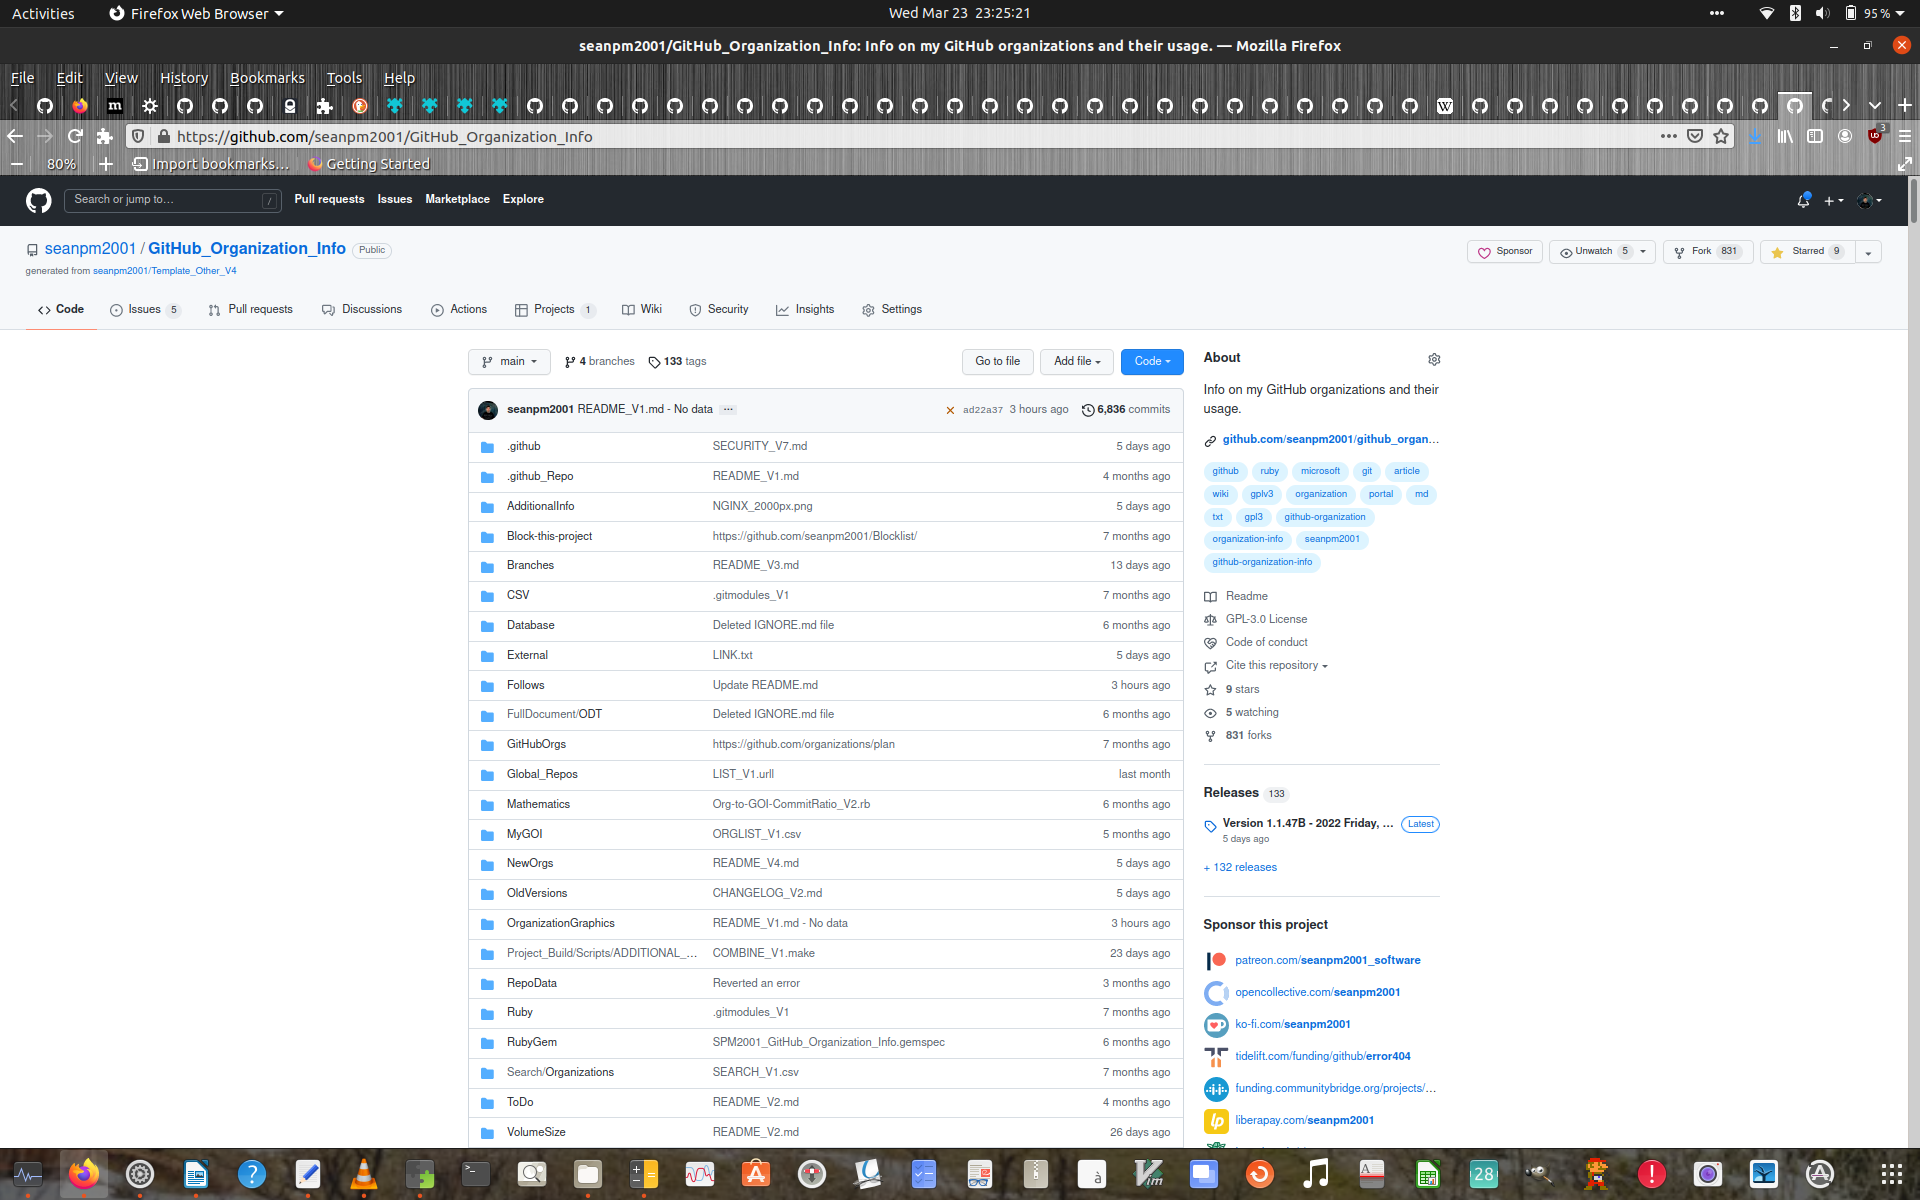 Activities Firefox Web Browser Wed Mar 23 23:25:21 95 %
seanpm2001/GitHub_Organization_Info: Info on my GitHub organizations and their usage. — Mozilla Firefox
File Edit View History Bookmarks Tools Help
https://github.com/seanpm2001/GitHub_Organization_Info 3
80% Import bookmarks… Getting Started
Search or jump to… / Pull requests Issues Marketplace Explore
seanpm2001 / GitHub_Organization_Info Public Sponsor Unwatch 5 Fork 831 Starred 9
generated from seanpm2001/Template_Other_V4
Code Issues 5 Pull requests Discussions Actions Projects 1 Wiki Security Insights Settings
main 4 branches 133 tags Go to file Add file Code
seanpm2001 README_V1.md - No data ... ad22a37 3 hours ago 6,836 commits
.github SECURITY_V7.md 5 days ago
.github_Repo README_V1.md 4 months ago
AdditionalInfo NGINX_2000px.png 5 days ago
Block-this-project https://github.com/seanpm2001/Blocklist/ 7 months ago
Branches README_V3.md 13 days ago
CSV .gitmodules_V1 7 months ago
Database Deleted IGNORE.md file 6 months ago
External LINK.txt 5 days ago
Follows Update README.md 3 hours ago
FullDocument/ODT Deleted IGNORE.md file 6 months ago
GitHubOrgs https://github.com/organizations/plan 7 months ago
Global_Repos LIST_V1.urll last month
Mathematics Org-to-GOI-CommitRatio_V2.rb 6 months ago
MyGOI ORGLIST_V1.csv 5 months ago
NewOrgs README_V4.md 5 days ago
OldVersions CHANGELOG_V2.md 5 days ago
OrganizationGraphics README_V1.md - No data 3 hours ago
Project_Build/Scripts/ADDITIONAL_... COMBINE_V1.make 23 days ago
RepoData Reverted an error 3 months ago
Ruby .gitmodules_V1 7 months ago
RubyGem SPM2001_GitHub_Organization_Info.gemspec 6 months ago
Search/Organizations SEARCH_V1.csv 7 months ago
ToDo README_V2.md 4 months ago
VolumeSize README_V2.md 26 days ago
About
Info on my GitHub organizations and their
usage.
github.com/seanpm2001/github_organ...
github ruby microsoft git article
wiki gplv3 organization portal md
txt gpl3 github-organization
organization-info seanpm2001
github-organization-info
Readme
GPL-3.0 License
Code of conduct
Cite this repository
9 stars
5 watching
831 forks
Releases 133
Version 1.1.47B - 2022 Friday, ... Latest
5 days ago
+ 132 releases
Sponsor this project
patreon.com/seanpm2001_software
opencollective.com/seanpm2001
ko-fi.com/seanpm2001
tidelift.com/funding/github/error404
funding.communitybridge.org/projects/...
liberapay.com/seanpm2001
28